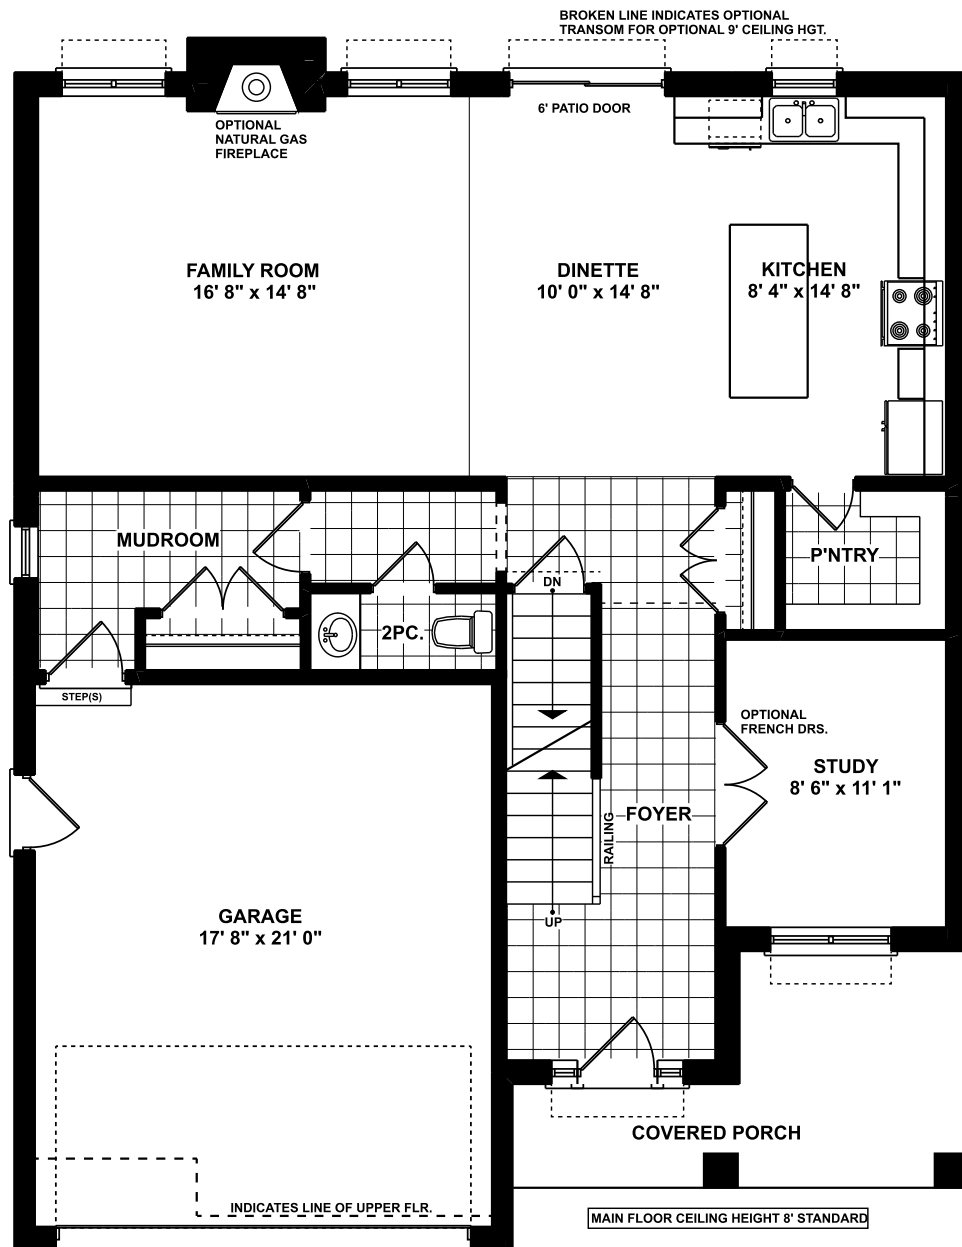 BROKEN LINE INDICATES OPTIONAL
TRANSOM FOR OPTIONAL 9' CEILING HGT.
6' PATIO DOOR
OPTIONAL
NATURAL GAS
FIREPLACE
FAMILY ROOM
16' 8" x 14' 8"
DINETTE
10' 0" x 14' 8"
KITCHEN
8' 4" x 14' 8"
MUDROOM
P'NTRY
DN
2PC.
STEP(S)
OPTIONAL
FRENCH DRS.
STUDY
8' 6" x 11' 1"
FOYER
RAILING
GARAGE
17' 8" x 21' 0"
UP
COVERED PORCH
INDICATES LINE OF UPPER FLR.
MAIN FLOOR CEILING HEIGHT 8' STANDARD